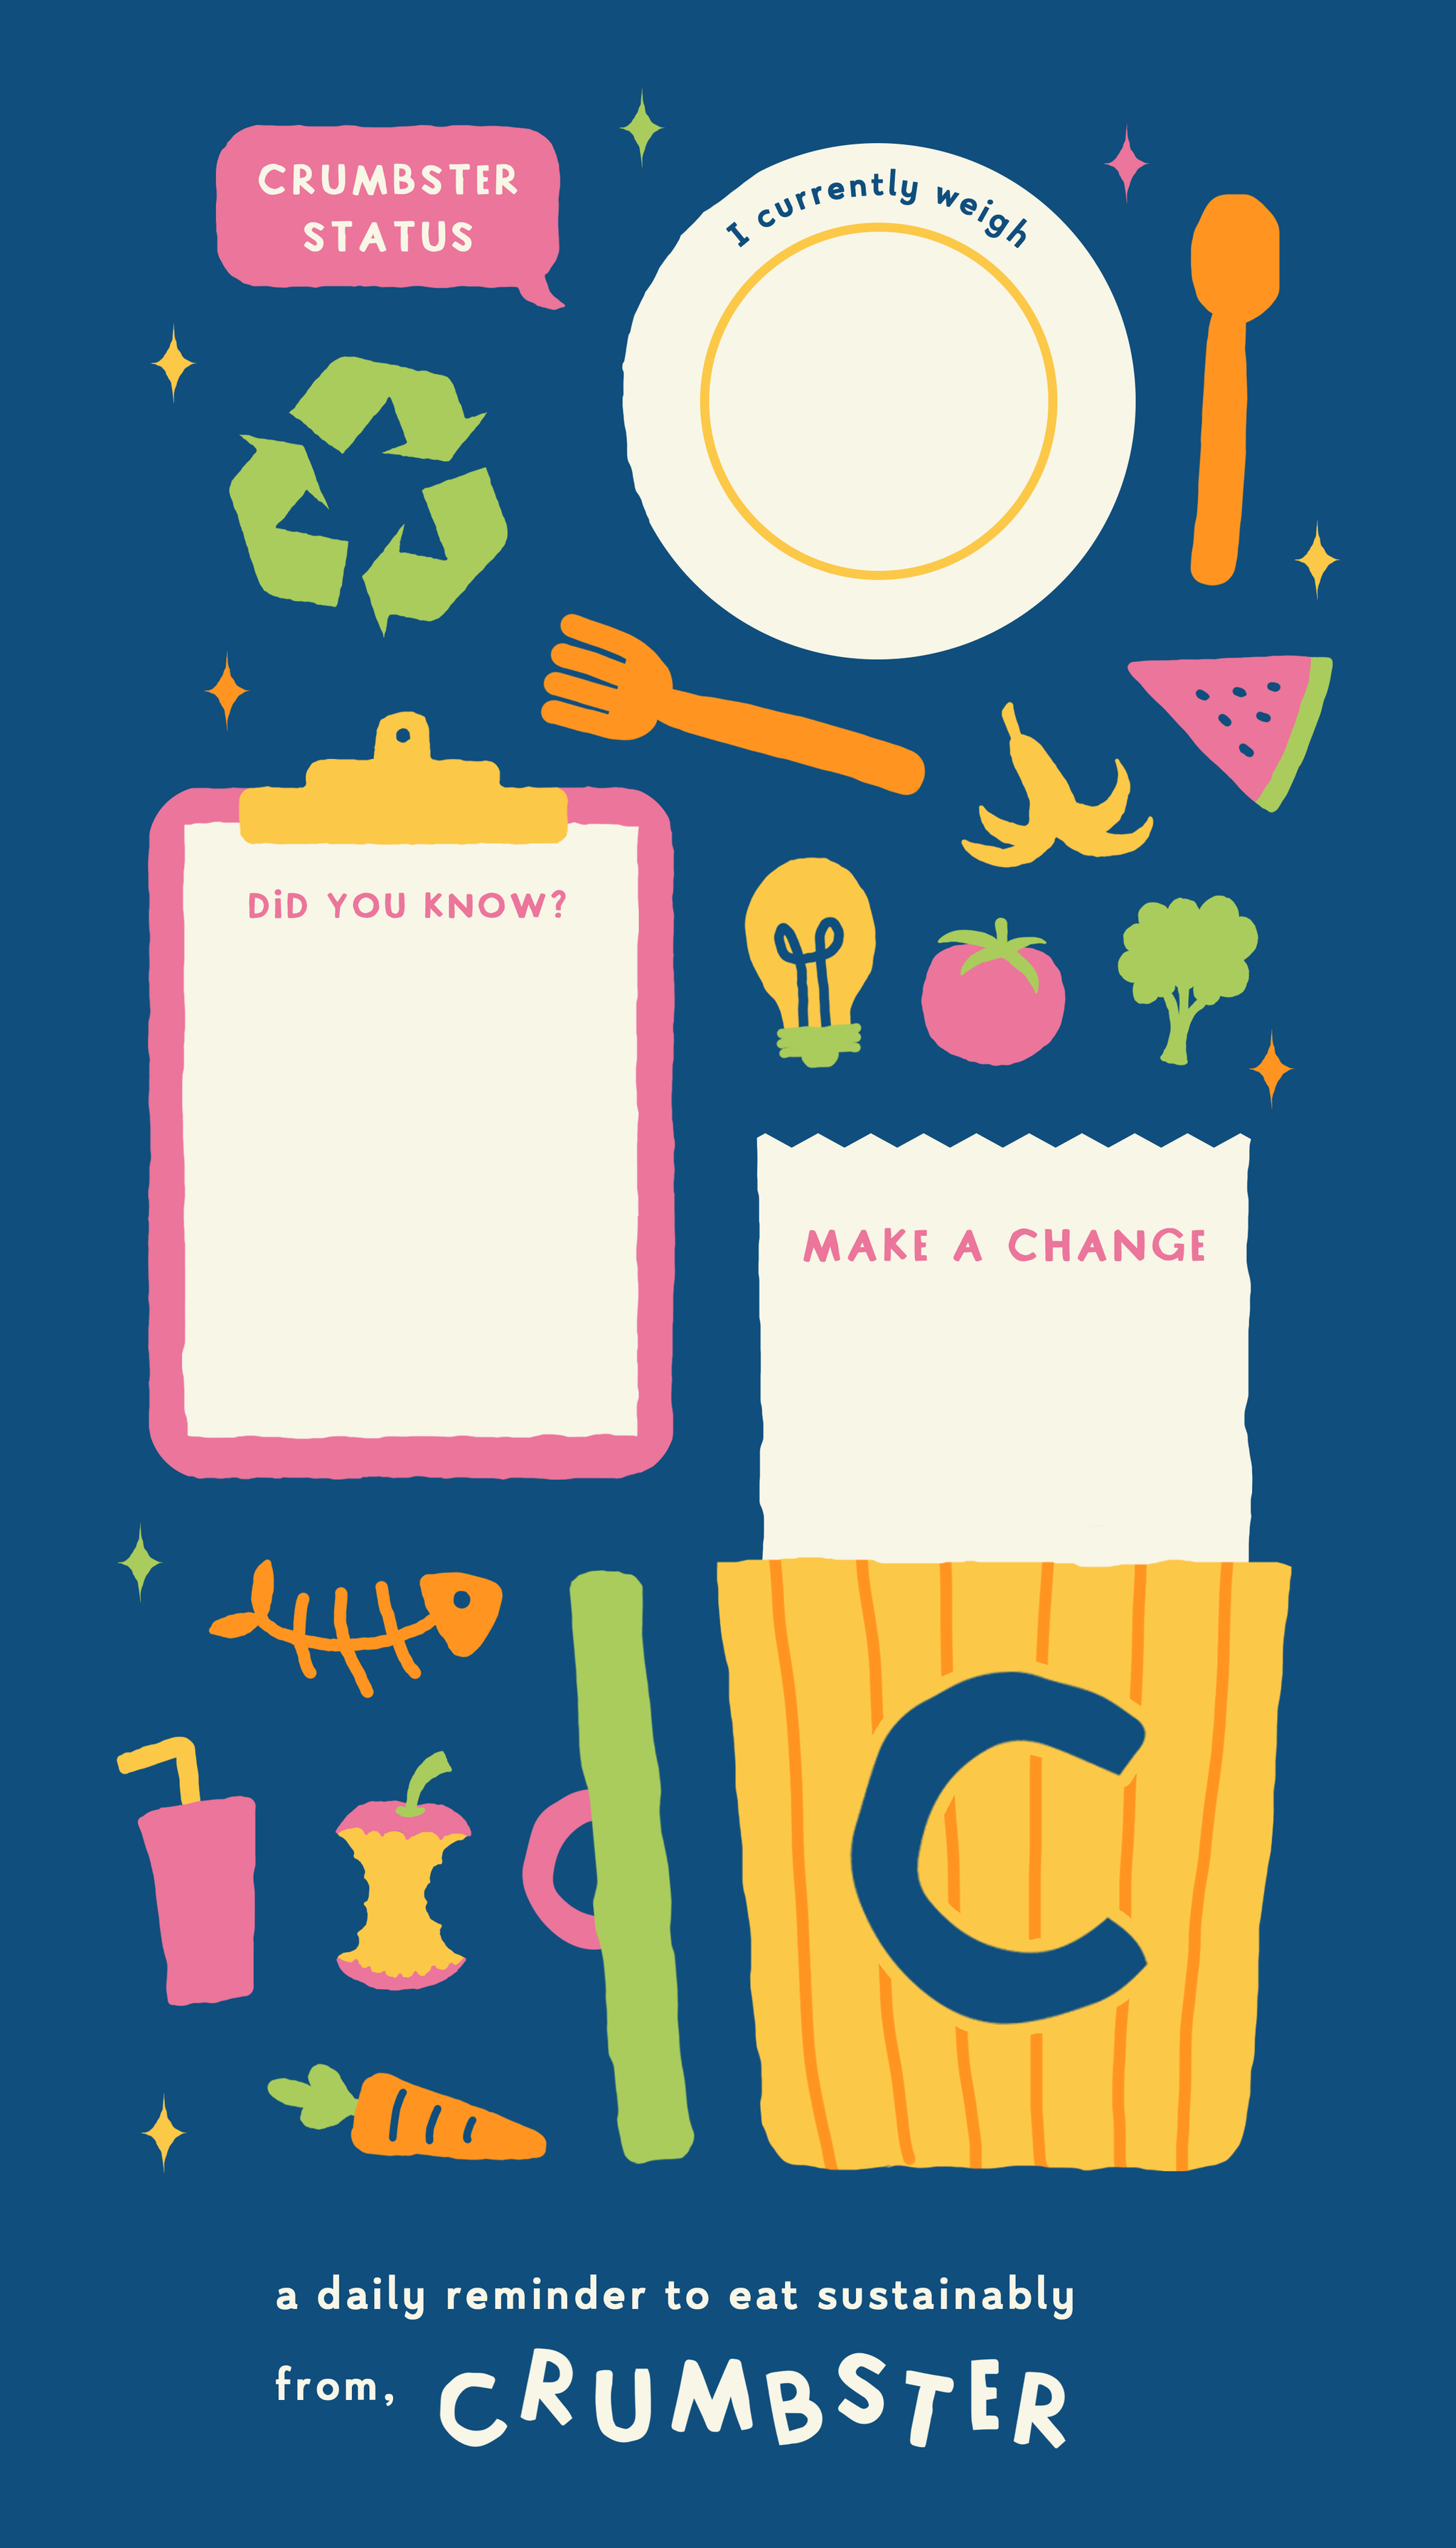 CRUMBSTER
STATUS
I currently weigh
DiD YOU KNOW?
MAKE A CHANGE
C
a daily reminder to eat sustainably
from, CRUMBSTER